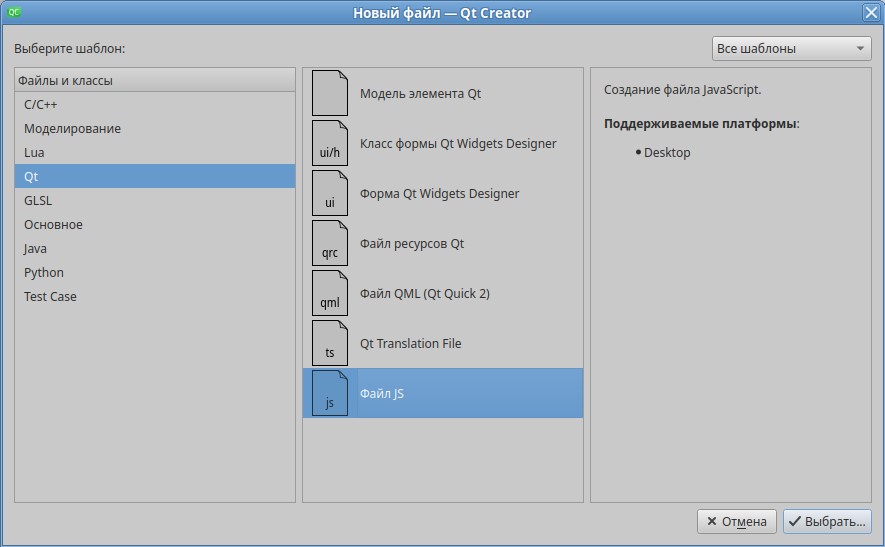 QC
Новый файл — Qt Creator
Выберите шаблон:
Все шаблоны
Файлы и классы
C/C++
Моделирование
Lua
Qt
GLSL
Основное
Java
Python
Test Case
Модель элемента Qt
ui/h
Класс формы Qt Widgets Designer
ui
Форма Qt Widgets Designer
qrc
Файл ресурсов Qt
qml
Файл QML (Qt Quick 2)
ts
Qt Translation File
js
Файл JS
Создание файла JavaScript.
Поддерживаемые платформы:
• Desktop
Отмена
Выбрать...